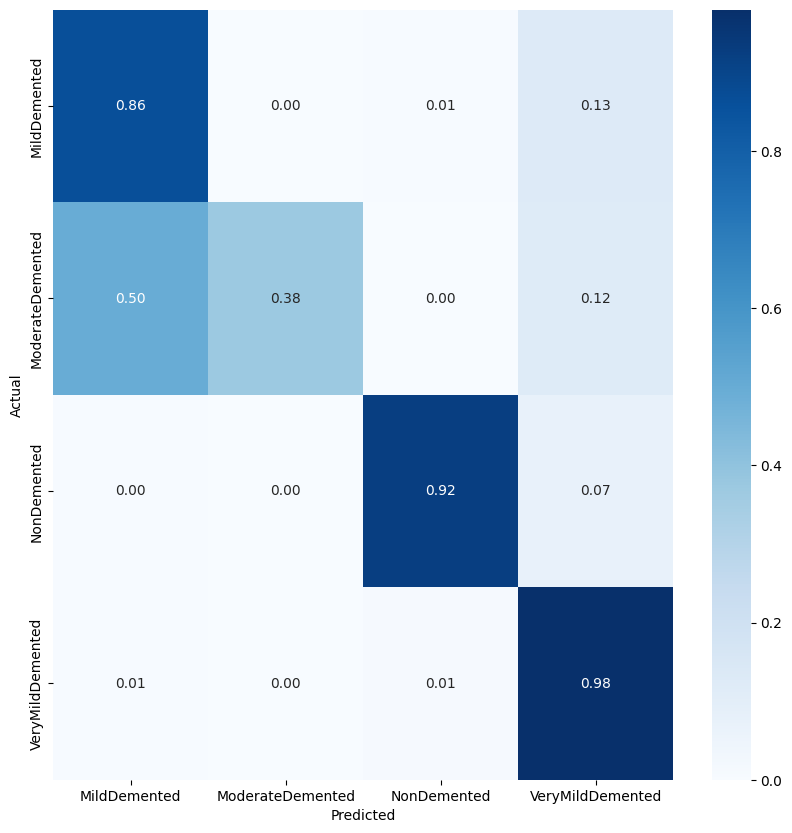 MildDemented
0.86 0.00 0.01 0.13
ModerateDemented
0.50 0.38 0.00 0.12
NonDemented
0.00 0.00 0.92 0.07
VeryMildDemented
0.01 0.00 0.01 0.98
Actual
MildDemented ModerateDemented NonDemented VeryMildDemented
Predicted
0.8
0.6
0.4
0.2
0.0